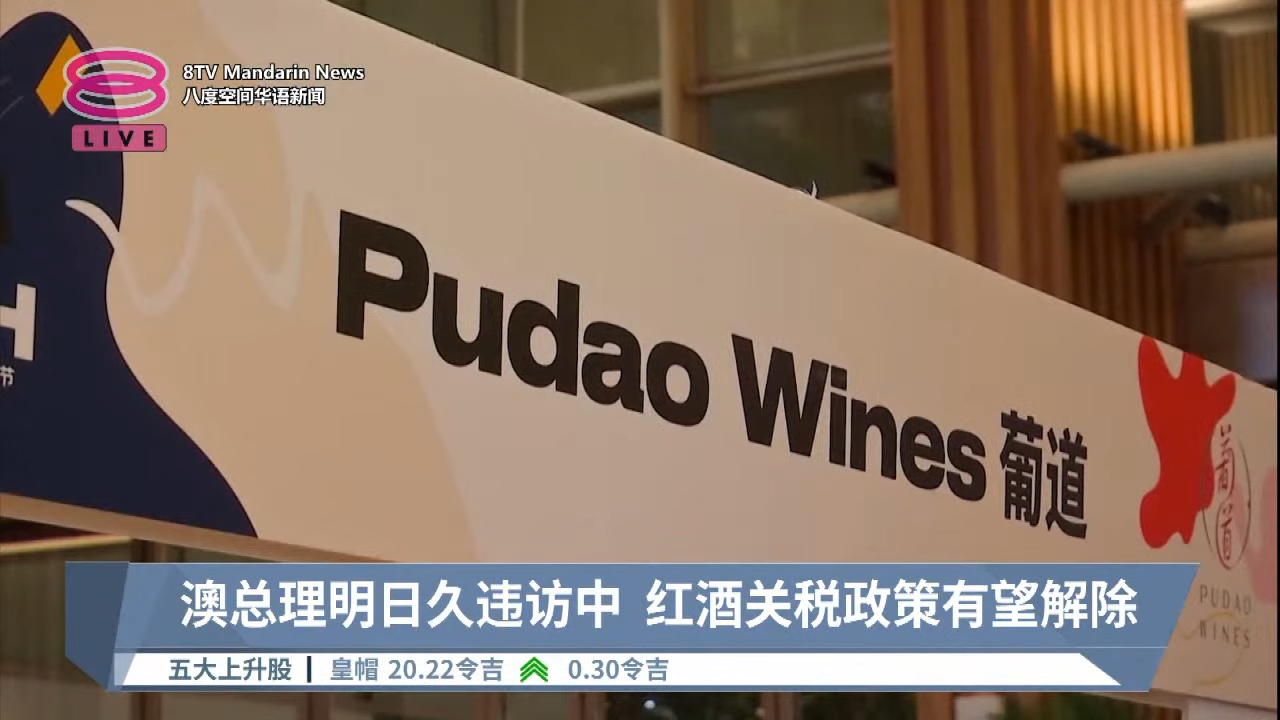 8TV Mandarin News
八度空间华语新闻
LIVE
H
节
Pudao Wines 葡道
葡道
PUDAO
WINES
澳总理明日久违访中 红酒关税政策有望解除
五大上升股 | 皇帽 20.22令吉 0.30令吉